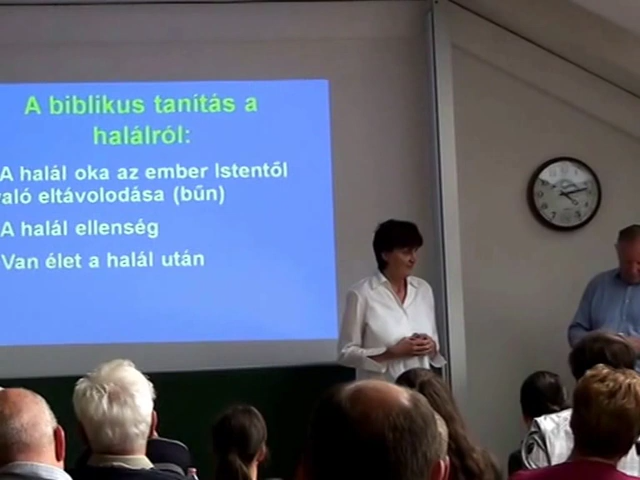 A biblikus tanítás a
halálról:
A halál oka az ember Istentől
való eltávolodása (bűn)
A halál ellenség
Van élet a halál után